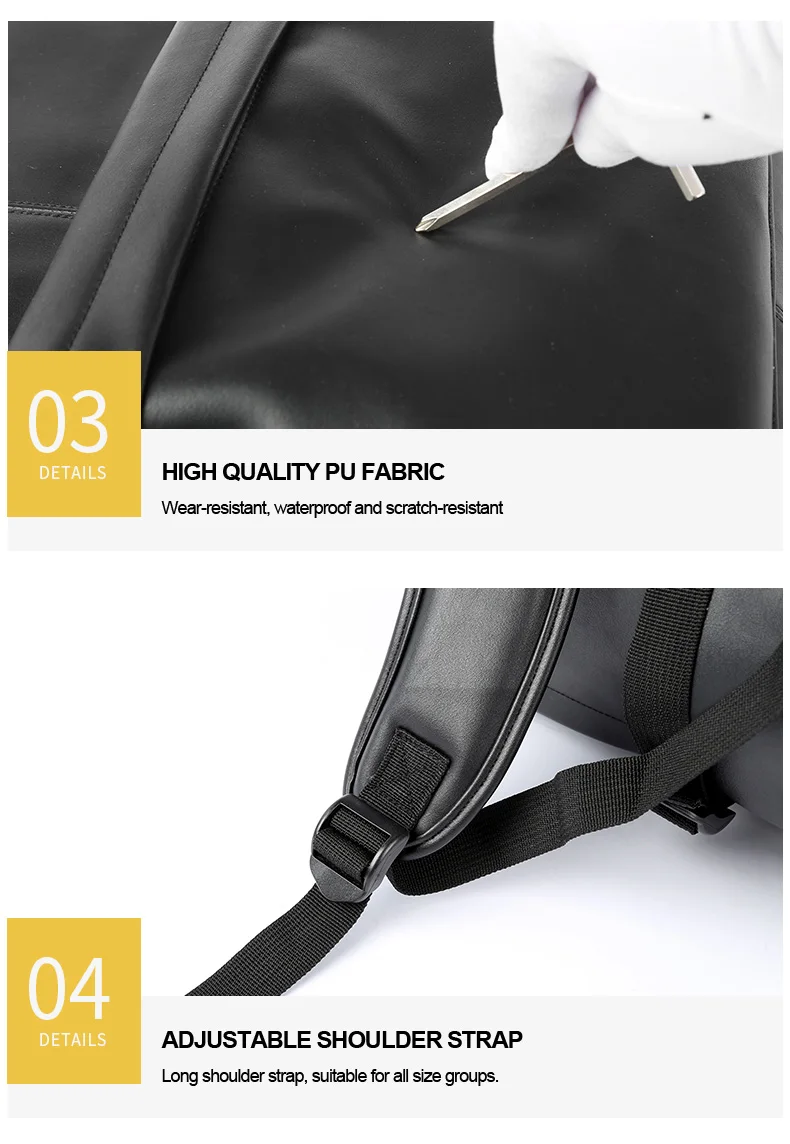 03
DETAILS
HIGH QUALITY PU FABRIC
Wear-resistant, waterproof and scratch-resistant
04
DETAILS
ADJUSTABLE SHOULDER STRAP
Long shoulder strap, suitable for all size groups.